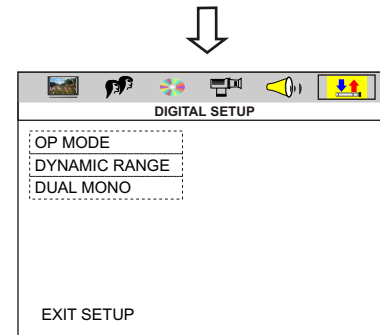 DIGITAL SETUP
OP MODE
DYNAMIC RANGE
DUAL MONO
EXIT SETUP